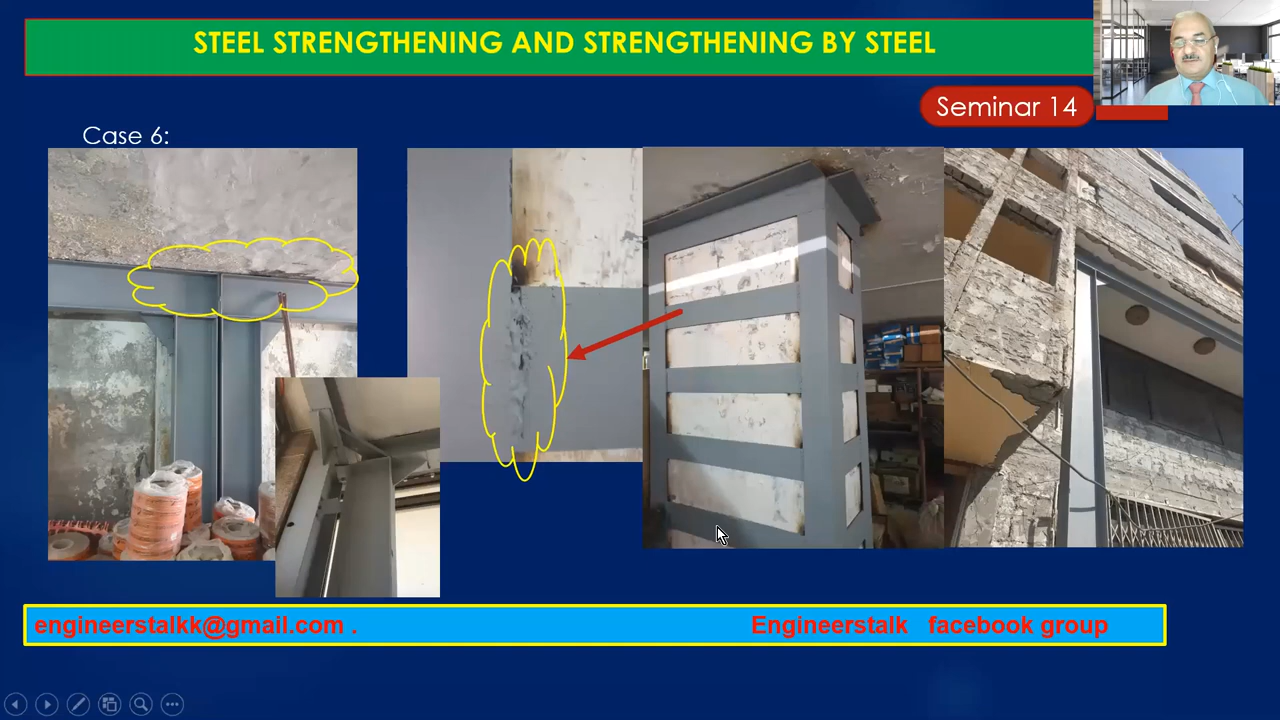 STEEL STRENGTHENING AND STRENGTHENING BY STEEL
Seminar 14
Case 6:
engineerstalkk@gmail.com .
Engineerstalk facebook group